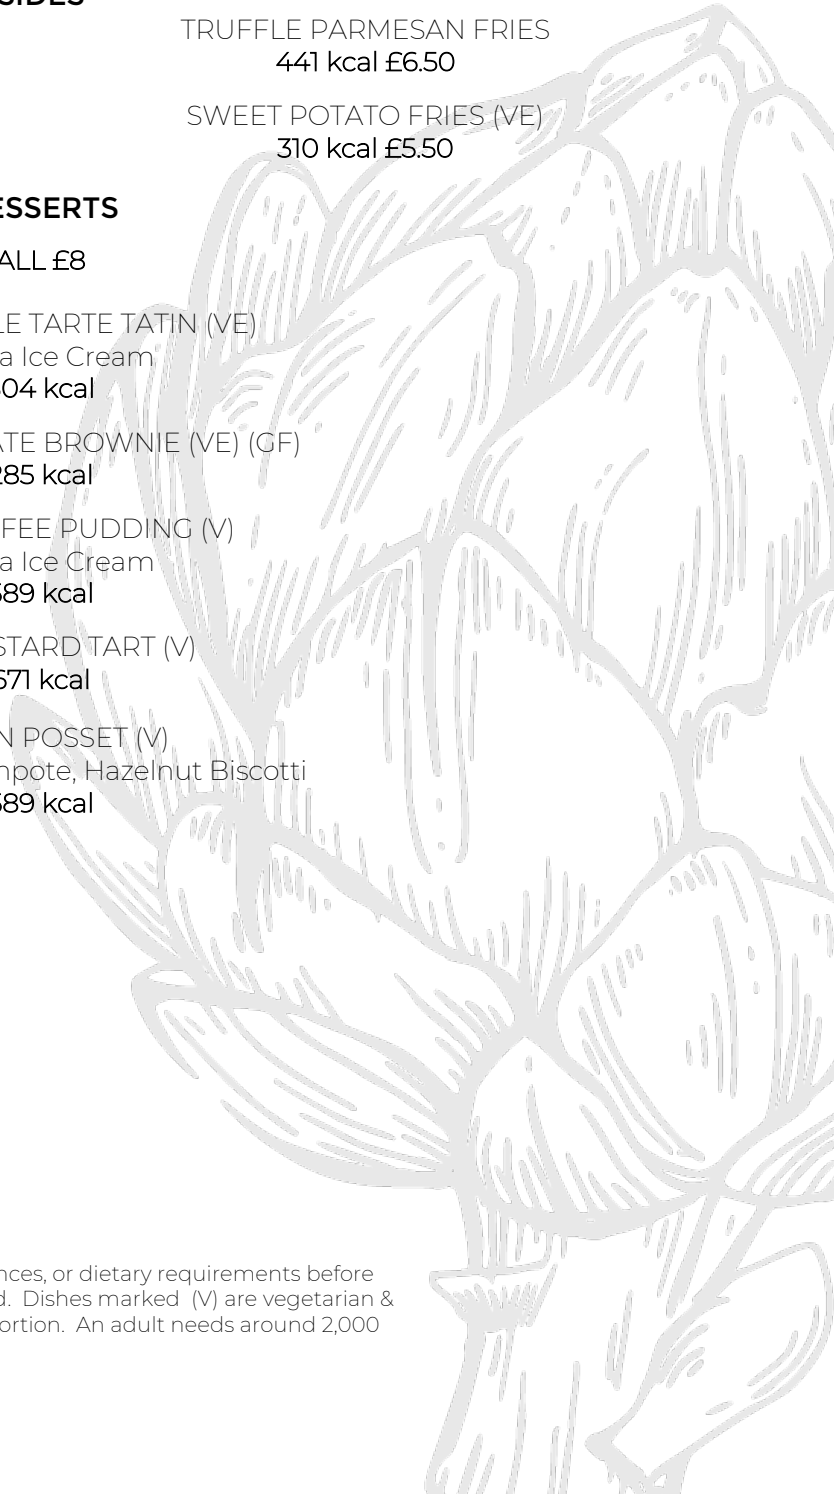 SIDES
TRUFFLE PARMESAN FRIES
441 kcal £6.50
SWEET POTATO FRIES (VE)
310 kcal £5.50
ESSERTS
ALL £8
LE TARTE TATIN (VE)
a Ice Cream
04 kcal
ATE BROWNIE (VE) (GF)
285 kcal
FEE PUDDING (V)
a Ice Cream
589 kcal
STARD TART (V)
671 kcal
N POSSET (V)
mpote, Hazelnut Biscotti
589 kcal
nces, or dietary requirements before
d. Dishes marked (V) are vegetarian &
ortion. An adult needs around 2,000